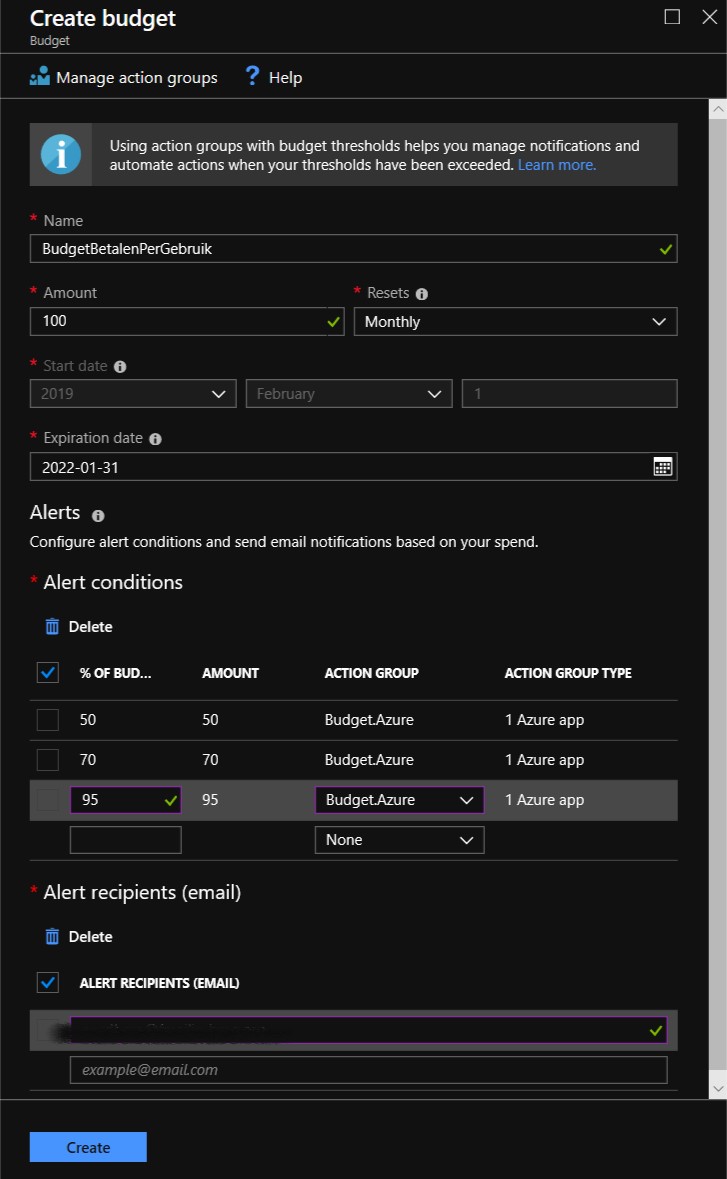 Create budget
Budget
Manage action groups ? Help
Using action groups with budget thresholds helps you manage notifications and
automate actions when your thresholds have been exceeded. Learn more.
* Name
BudgetBetalenPerGebruik
* Amount * Resets
100 Monthly
* Start date
2019 February 1
* Expiration date
2022-01-31
Alerts
Configure alert conditions and send email notifications based on your spend.
* Alert conditions
Delete
% OF BUD... AMOUNT ACTION GROUP ACTION GROUP TYPE
50 50 Budget.Azure 1 Azure app
70 70 Budget.Azure 1 Azure app
95 95 Budget.Azure 1 Azure app
None
* Alert recipients (email)
Delete
ALERT RECIPIENTS (EMAIL)
example@email.com
Create